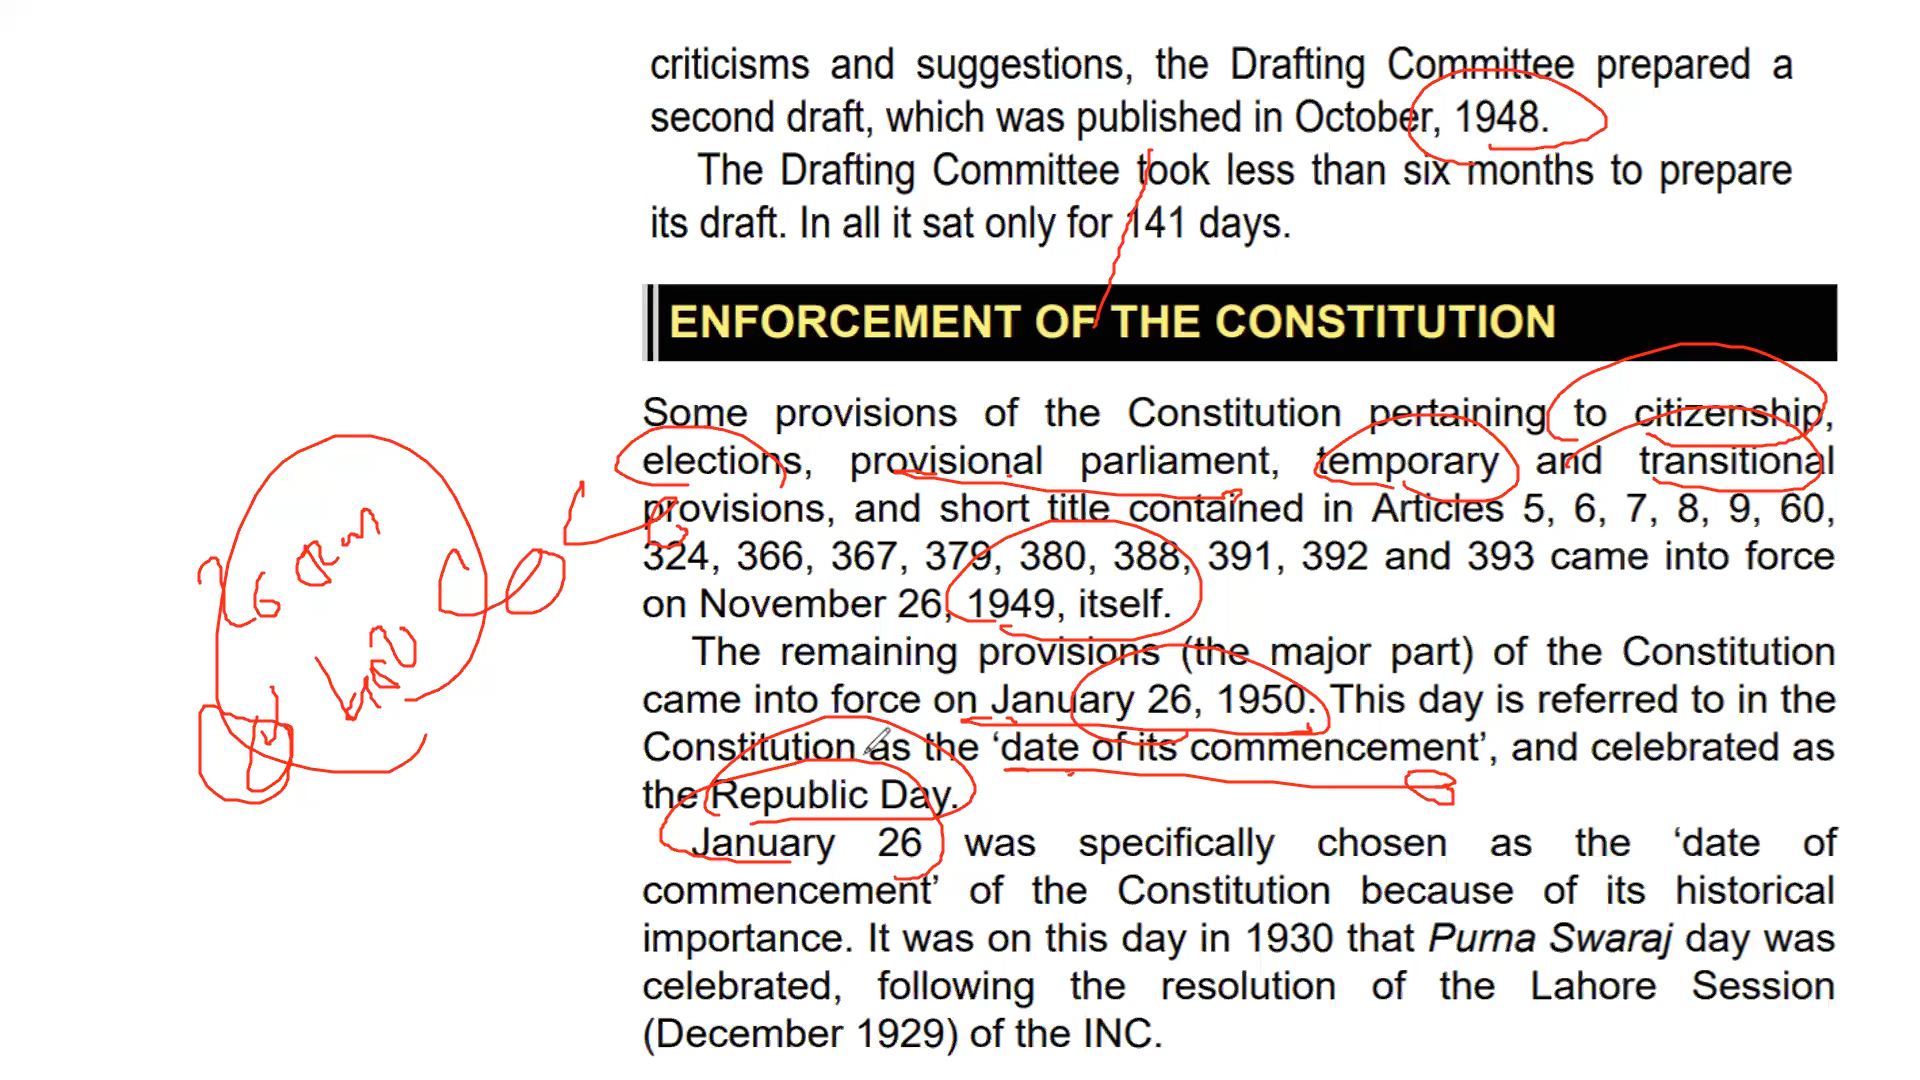 criticisms and suggestions, the Drafting Committee prepared a
second draft, which was published in October, 1948.
The Drafting Committee took less than six months to prepare
its draft. In all it sat only for 141 days.
ENFORCEMENT OF THE CONSTITUTION
Some provisions of the Constitution pertaining to citizenship,
elections, provisional parliament, temporary and transitional
provisions, and short title contained in Articles 5, 6, 7, 8, 9, 60,
324, 366, 367, 379, 380, 388, 391, 392 and 393 came into force
on November 26, 1949, itself.
The remaining provisions (the major part) of the Constitution
came into force on January 26, 1950. This day is referred to in the
Constitution as the ‘date of its commencement’, and celebrated as
the Republic Day.
January 26 was specifically chosen as the ‘date of
commencement’ of the Constitution because of its historical
importance. It was on this day in 1930 that Purna Swaraj day was
celebrated, following the resolution of the Lahore Session
(December 1929) of the INC.
26